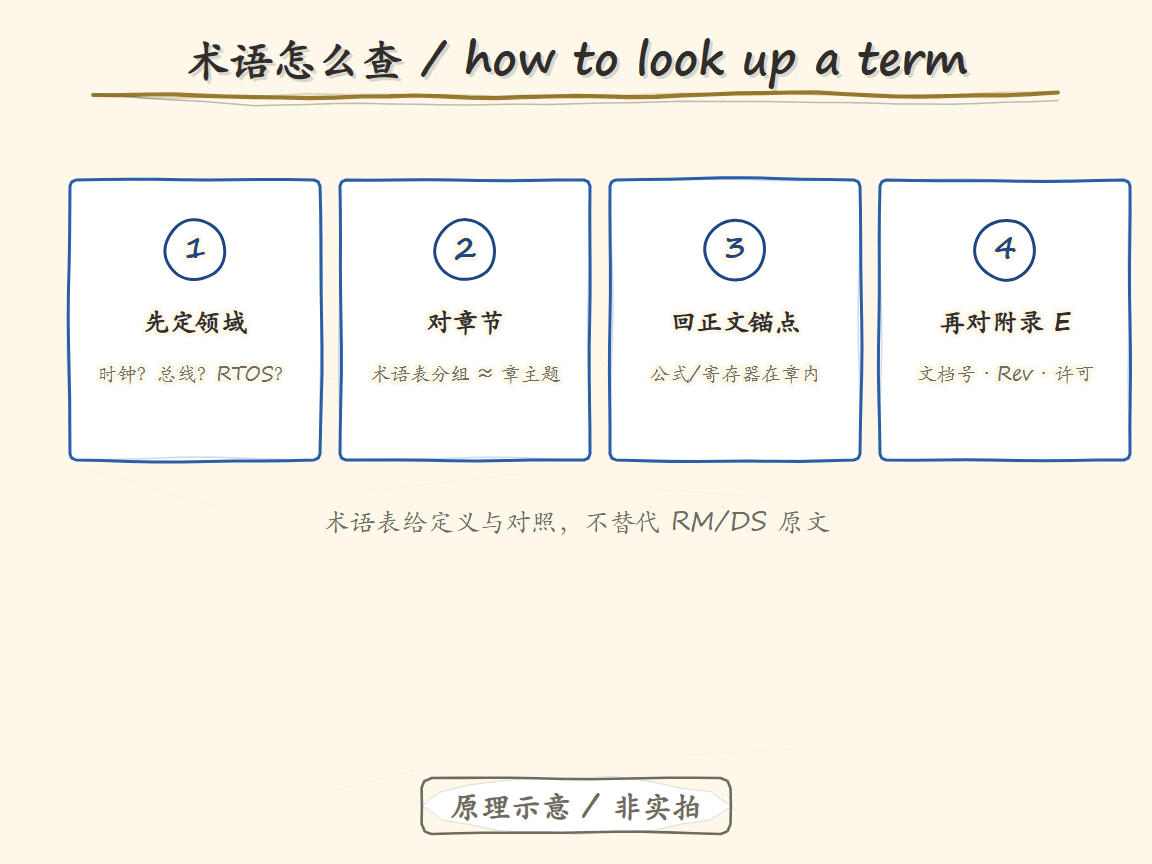 术语怎么查 / how to look up a term
1
先定领域
时钟? 总线? RTOS?
2
对章节
术语表分组 ≈ 章主题
3
回正文锚点
公式/寄存器在章内
4
再对附录 E
文档号 · Rev · 许可
术语表给定义与对照，不替代 RM/DS 原文
原理示意 / 非实拍